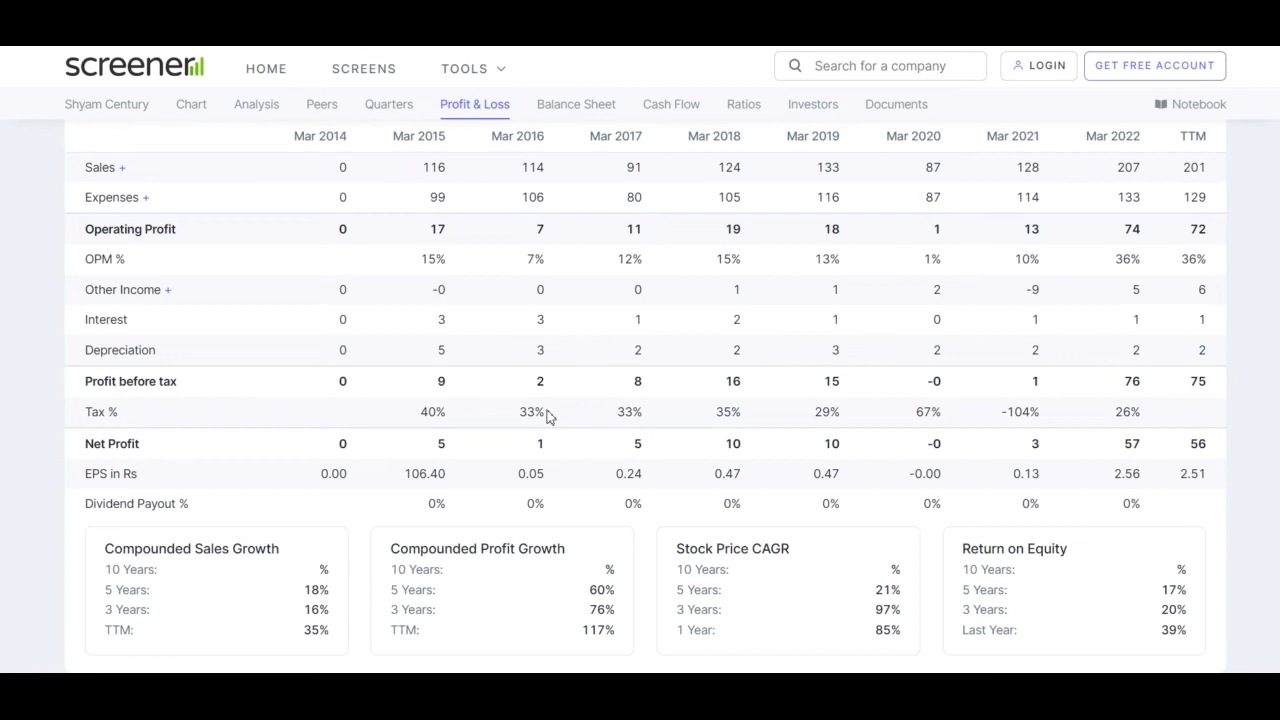 screener HOME SCREENS TOOLS Search for a company LOGIN GET FREE ACCOUNT
Shyam Century Chart Analysis Peers Quarters Profit & Loss Balance Sheet Cash Flow Ratios Investors Documents Notebook
Mar 2014 Mar 2015 Mar 2016 Mar 2017 Mar 2018 Mar 2019 Mar 2020 Mar 2021 Mar 2022 TTM
Sales + 0 116 114 91 124 133 87 128 207 201
Expenses + 0 99 106 80 105 116 87 114 133 129
Operating Profit 0 17 7 11 19 18 1 13 74 72
OPM % 15% 7% 12% 15% 13% 1% 10% 36% 36%
Other Income + 0 -0 0 0 1 1 2 -9 5 6
Interest 0 3 3 1 2 1 0 1 1 1
Depreciation 0 5 3 2 2 3 2 2 2 2
Profit before tax 0 9 2 8 16 15 -0 1 76 75
Tax % 40% 33% 33% 35% 29% 67% -104% 26%
Net Profit 0 5 1 5 10 10 -0 3 57 56
EPS in Rs 0.00 106.40 0.05 0.24 0.47 0.47 -0.00 0.13 2.56 2.51
Dividend Payout % 0% 0% 0% 0% 0% 0% 0% 0%
Compounded Sales Growth Compounded Profit Growth Stock Price CAGR Return on Equity
10 Years: % 10 Years: % 10 Years: % 10 Years: %
5 Years: 18% 5 Years: 60% 5 Years: 21% 5 Years: 17%
3 Years: 16% 3 Years: 76% 3 Years: 97% 3 Years: 20%
TTM: 35% TTM: 117% 1 Year: 85% Last Year: 39%